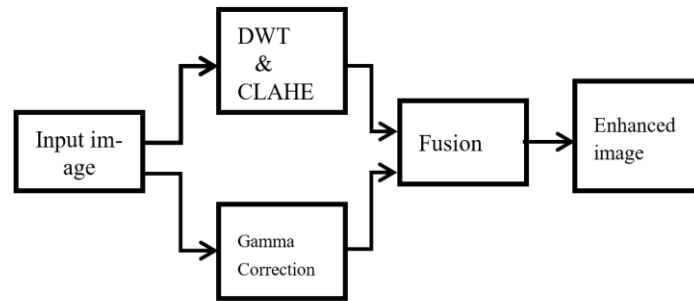 Input im-
age
DWT
&
CLAHE
Gamma
Correction
Fusion
Enhanced
image